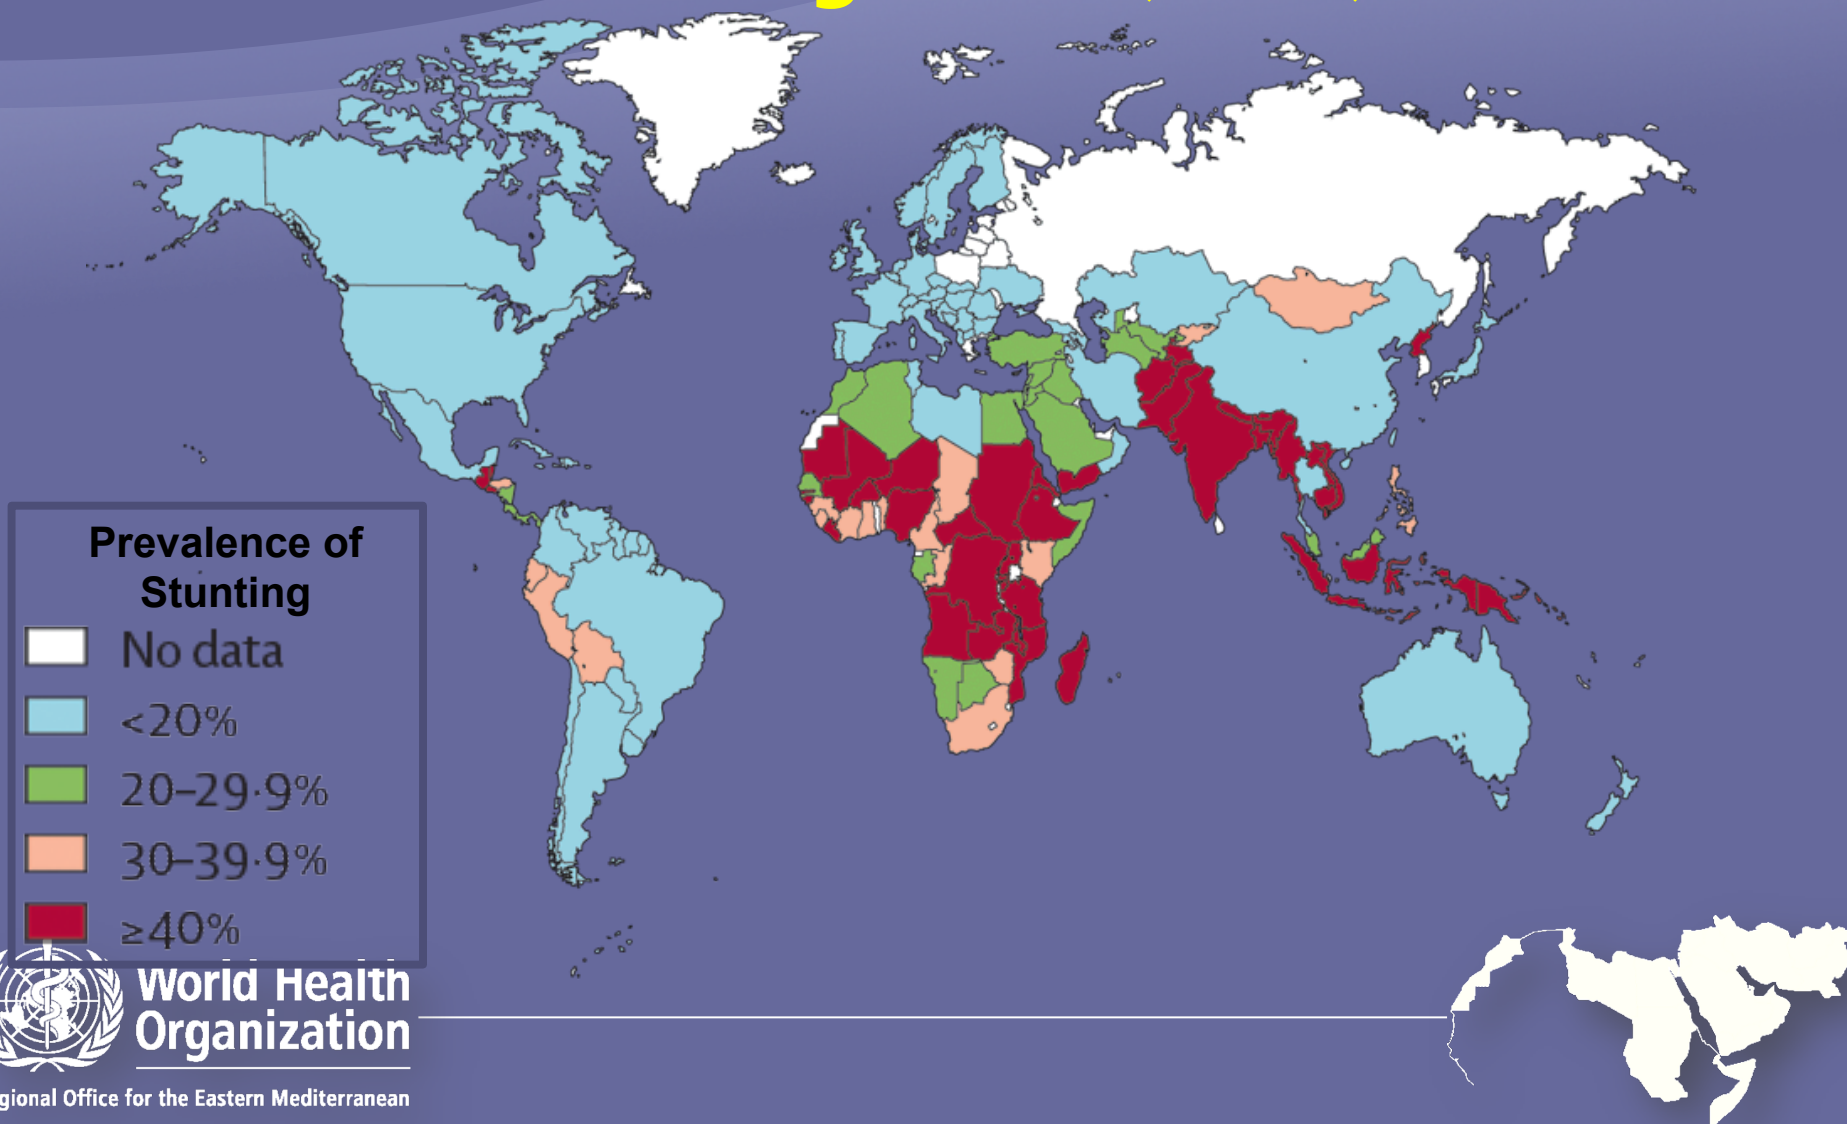 Prevalence of
Stunting
No data
<20%
20–29·9%
30–39·9%
≥40%
World Health
Organization
gional Office for the Eastern Mediterranean